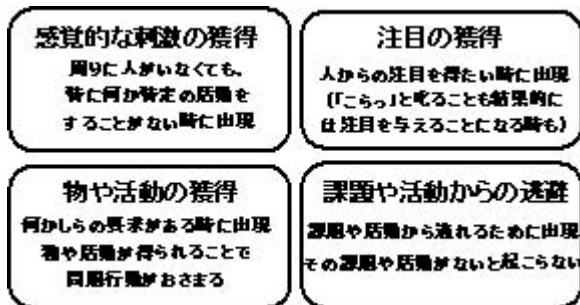 感覚的な刺激の獲得
周りに人がいなくても、
特に何か特定の活動を
することがない時に出現
注目の獲得
人からの注目を得たい時に出現
(「こらっ」と叱ることも結果的に
は注目を与えることになる時も)
物や活動の獲得
何かしらの要求がある時に出現
物や活動が得られることで
問題行動がおさまる
課題や活動からの逃避
課題や活動から逃れるために出現
その課題や活動がないと起こらない